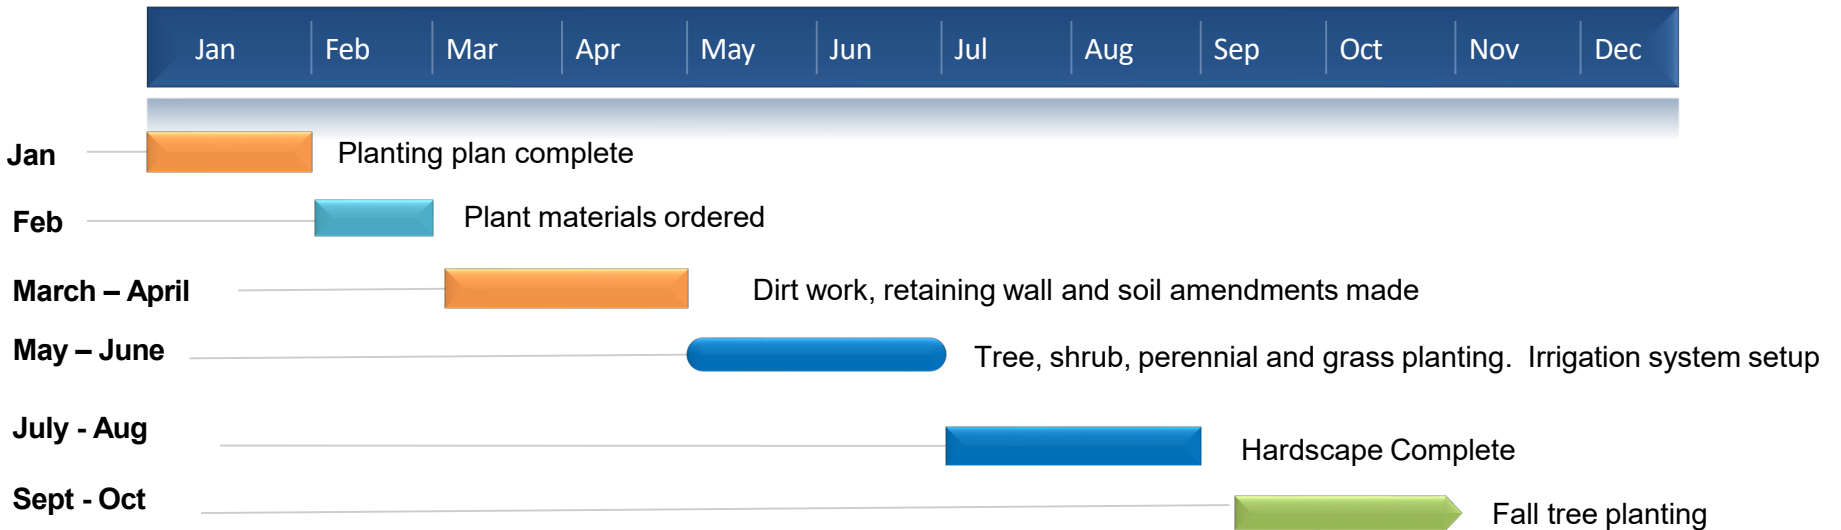 Jan Feb Mar Apr May Jun Jul Aug Sep Oct Nov Dec
Jan Planting plan complete
Feb Plant materials ordered
March – April Dirt work, retaining wall and soil amendments made
May – June Tree, shrub, perennial and grass planting.  Irrigation system setup
July - Aug Hardscape Complete
Sept - Oct Fall tree planting